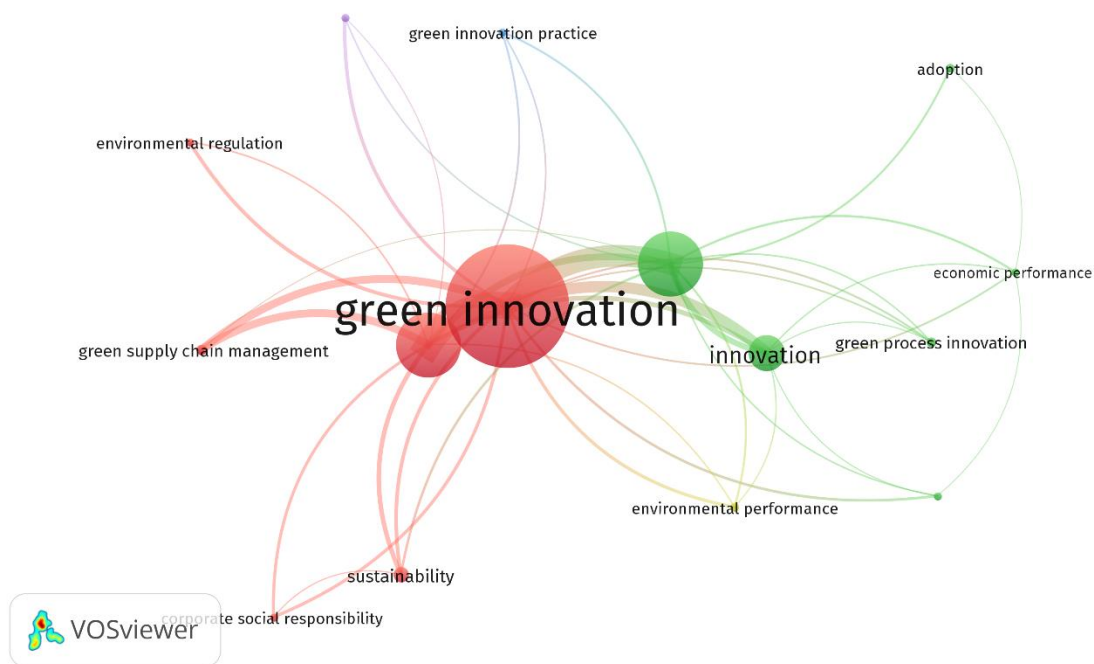 green innovation practice
adoption
environmental regulation
economic performance
green innovation
green process innovation
green supply chain management
innovation
environmental performance
sustainability
corporate social responsibility
VOSviewer